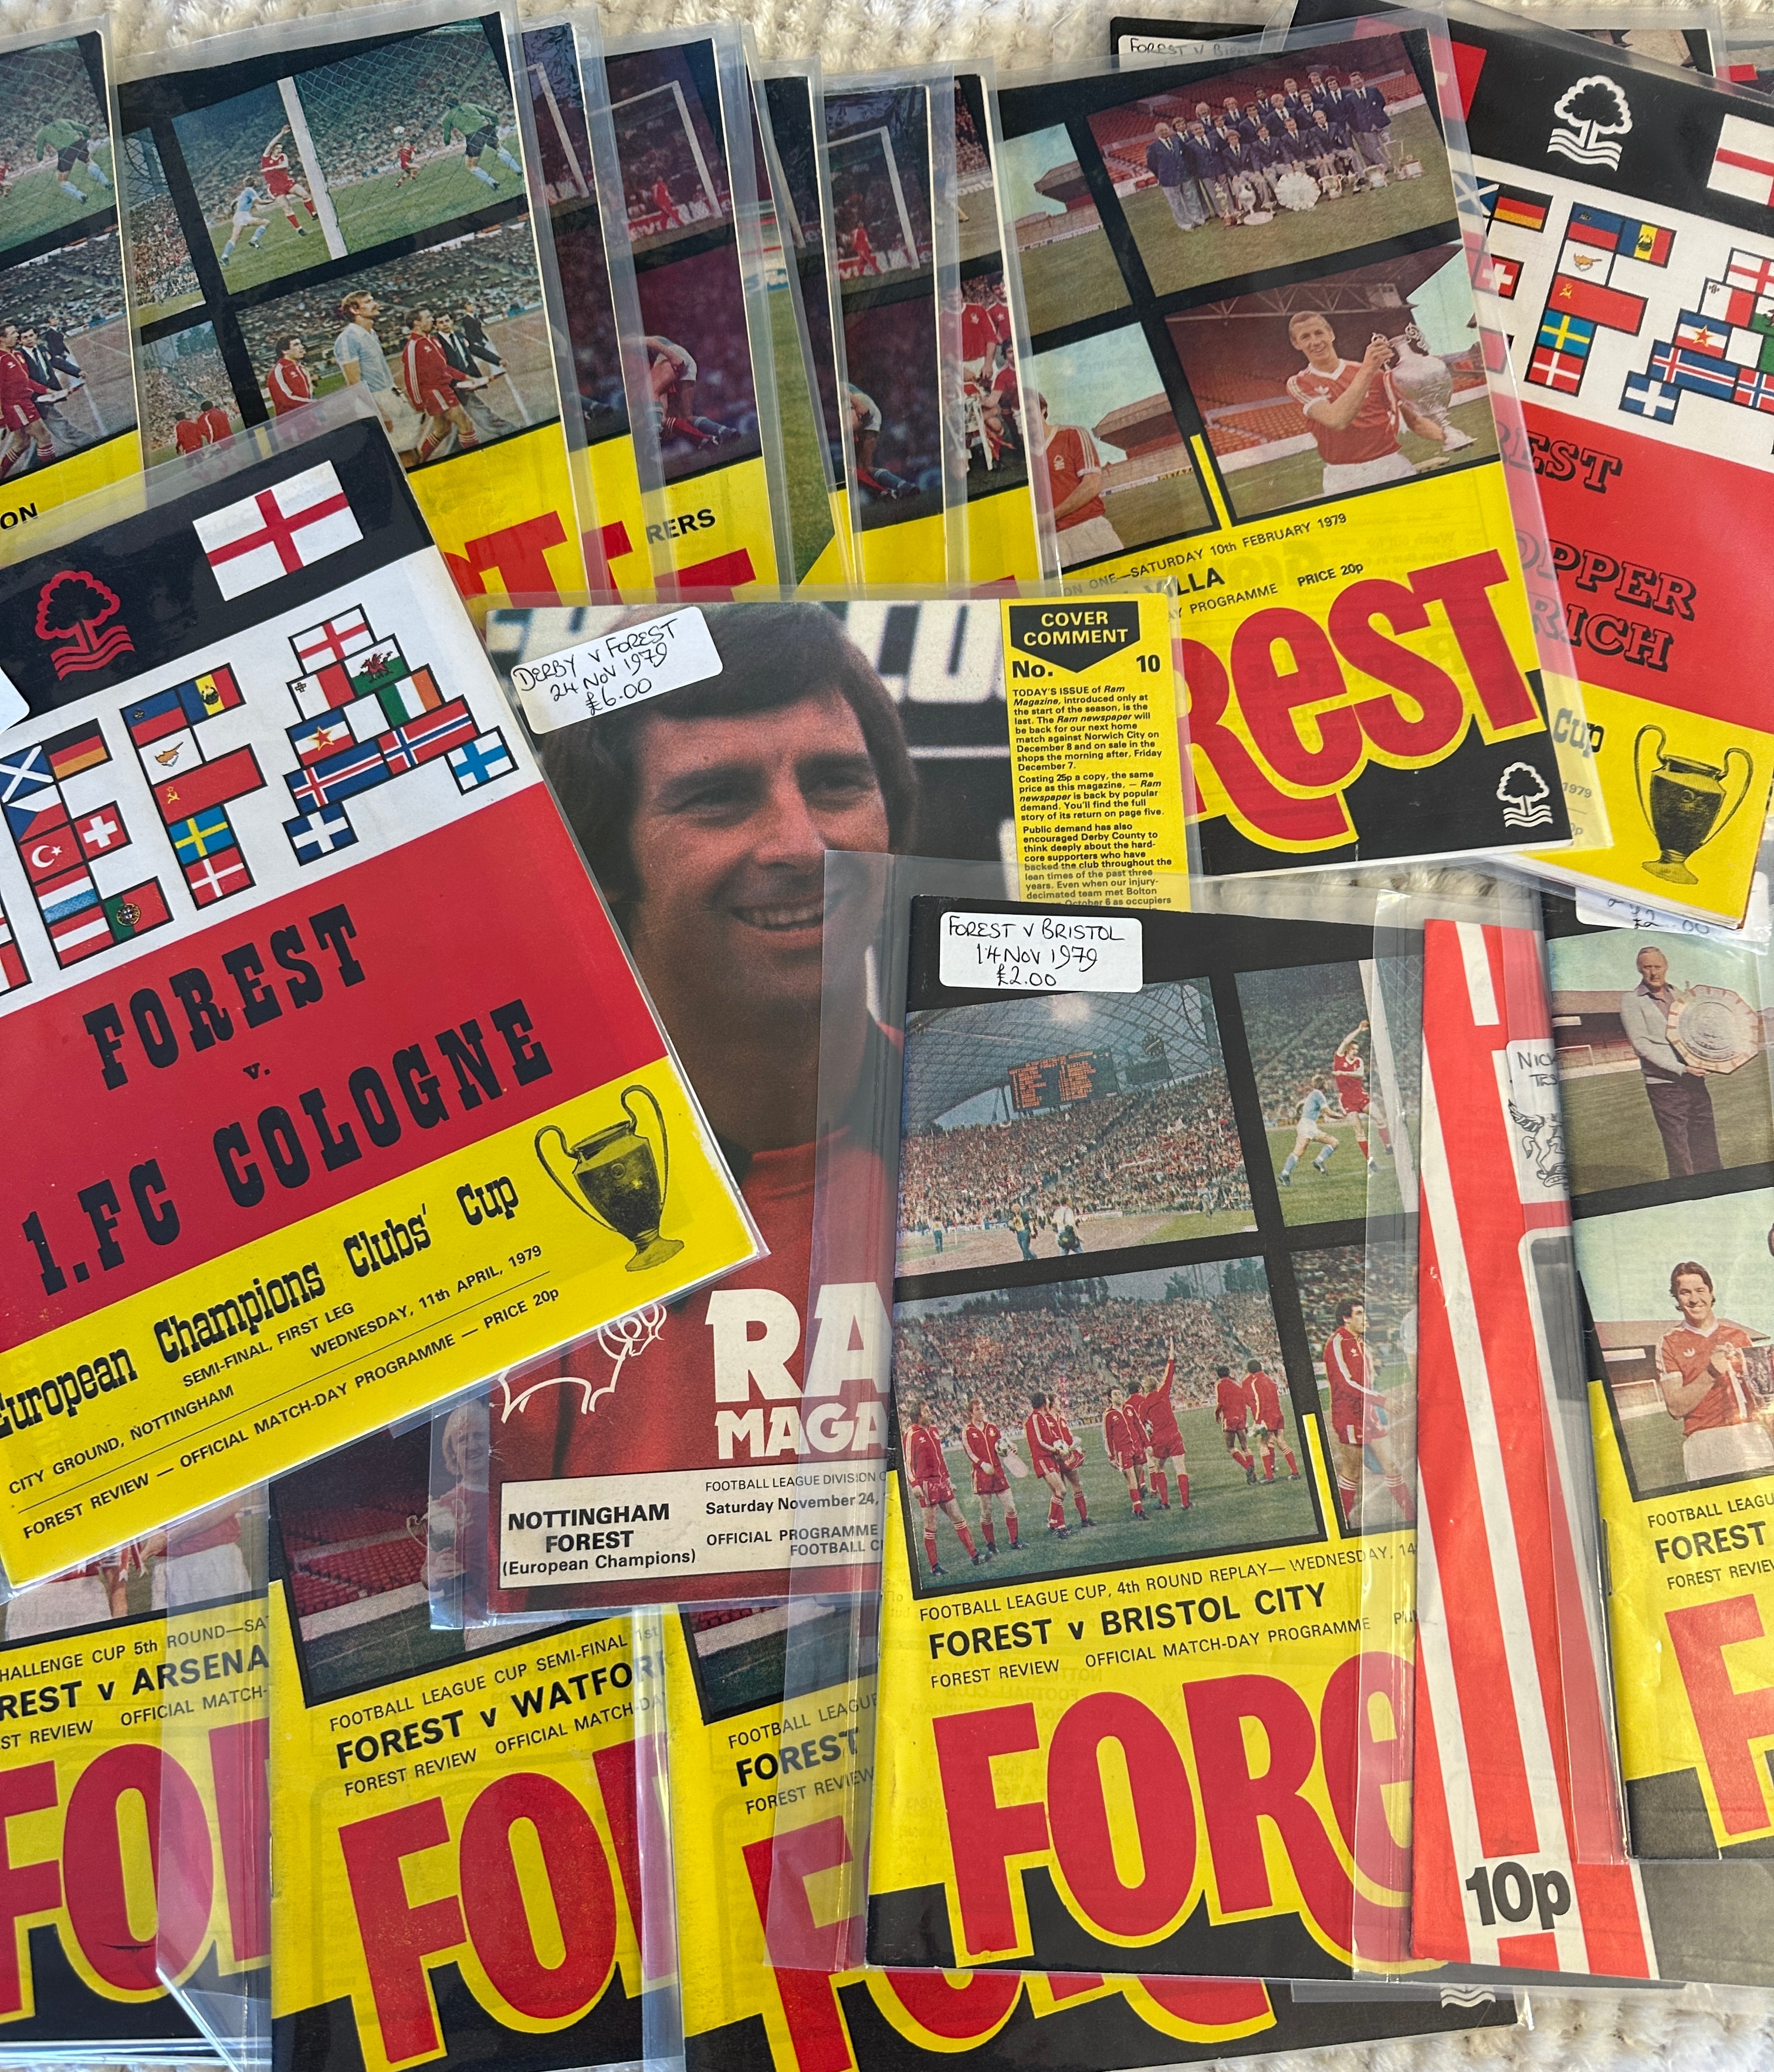 FOREST V BIRM
ON
RERS
ON ONE—SATURDAY 10th FEBRUARY 1979
VILLA
Y PROGRAMME PRICE 20p
REST
EST
OPPER
RICH
Cup
1979
UEFA
FOREST
v.
1.FC COLOGNE
European Champions Clubs' Cup
SEMI-FINAL, FIRST LEG
CITY GROUND, NOTTINGHAM WEDNESDAY, 11th APRIL, 1979
FOREST REVIEW — OFFICIAL MATCH-DAY PROGRAMME — PRICE 20p
DERBY v FOREST
24 NOV 1979
£6.00
COVER
COMMENT
No. 10
TODAY'S ISSUE of Ram
Magazine, introduced only at
the start of the season, is the
last. The Ram newspaper will
be back for our next home
match against Norwich City on
December 8 and on sale in the
shops the morning after, Friday
December 7.
Costing 25p a copy, the same
price as this magazine, — Ram
newspaper is back by popular
demand. You'll find the full
story of its return on page five.
Public demand has also
encouraged Derby County to
think deeply about the hard-
core supporters who have
backed the club throughout the
lean times of the past three
years. Even when our injury-
decimated team met Bolton
October 6 as occupiers
RA
MAGA
NOTTINGHAM
FOREST
(European Champions)
FOOTBALL LEAGUE DIVISION O
Saturday November 24,
OFFICIAL PROGRAMME
FOOTBALL C
FOREST V BRISTOL
14 NOV 1979
£2.00
FOOTBALL LEAGUE CUP, 4th ROUND REPLAY— WEDNESDAY, 14
FOREST v BRISTOL CITY
FOREST REVIEW OFFICIAL MATCH-DAY PROGRAMME
FORe
10p
FOOTBALL LEAGU
FOREST
FOREST REVIEW
F
HALLENGE CUP 5th ROUND—SA
REST v ARSENA
ST REVIEW OFFICIAL MATCH-
FO
FOOTBALL LEAGUE CUP SEMI-FINAL 1st
FOREST v WATFOR
FOREST REVIEW OFFICIAL MATCH-DA
FO
FOOTBALL LEAGUE
FOREST
FOREST REVIEW